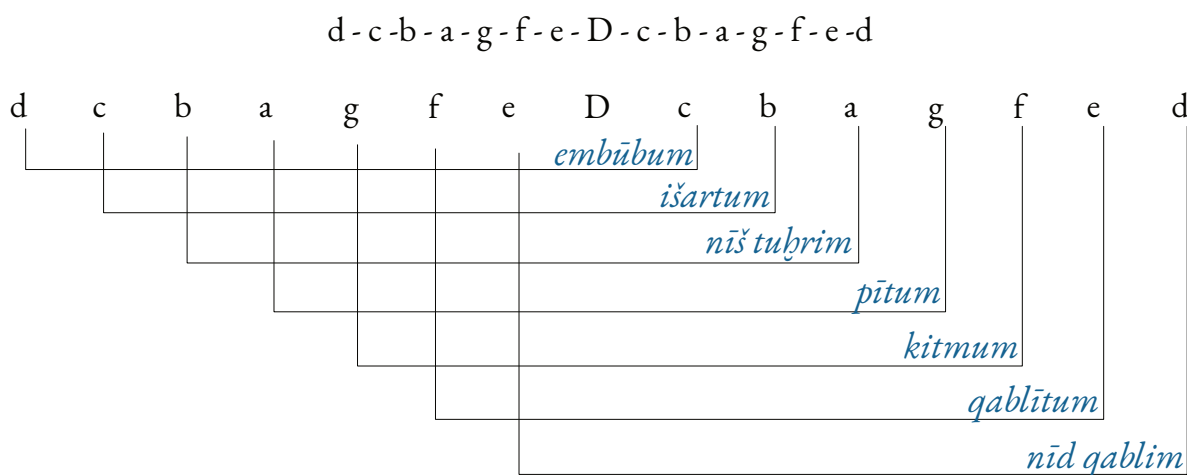 d - c -b - a - g - f - e - D - c - b - a - g - f - e -d
d c b a g f e D c b a g f e d
embūbum
išartum
nīš tuḫrim
pītum
kitmum
qablītum
nīd qablim